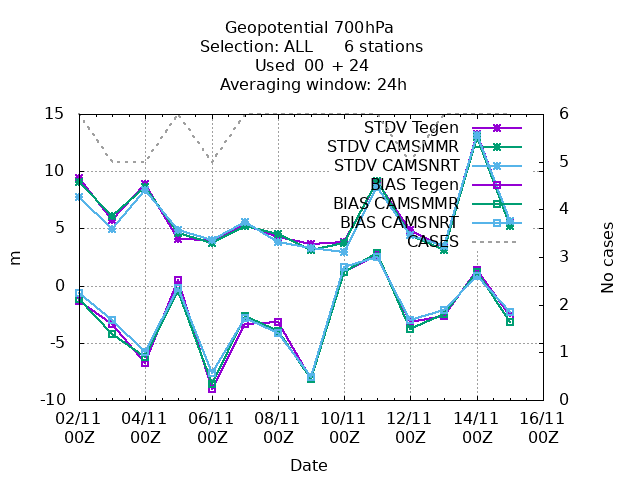 Geopotential 700hPa
Selection: ALL 6 stations
Used 00 + 24
Averaging window: 24h
15 6
STDV Tegen
STDV CAMSMMR
10 5
STDV CAMSNRT
BIAS Tegen
BIAS CAMSMMR
4
BIAS CAMSNRT
5
CASES
m No cases
3
0
2
-5
1
-10 0
02/11 04/11 06/11 08/11 10/11 12/11 14/11 16/11
00Z 00Z 00Z 00Z 00Z 00Z 00Z 00Z
Date